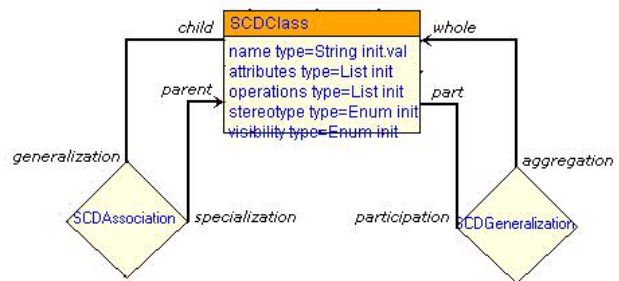 SCDClass
child
whole
name type=String init.val
attributes type=List init
operations type=List init
parent
part
stereotype type=Enum init
visibility type=Enum init
generalization
aggregation
SCDAssociation
specialization
participation
SCDGeneralization